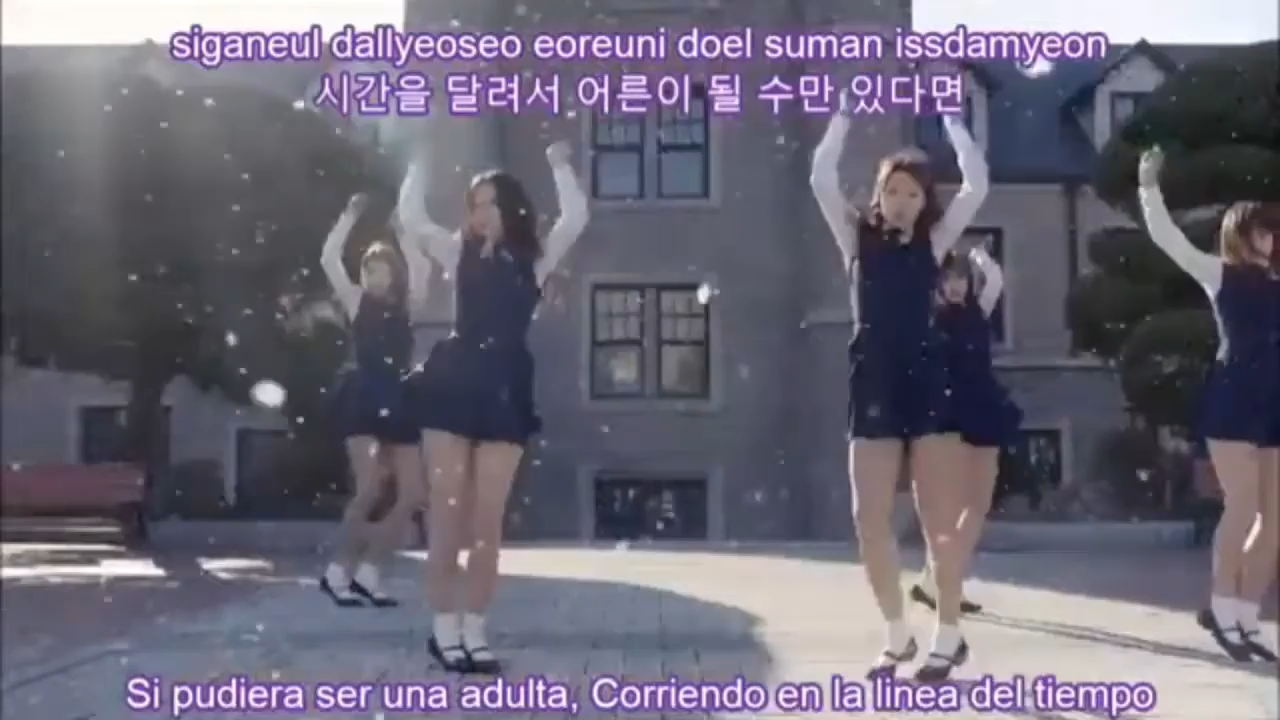 siganeul dallyeoseo eoreuni doel suman issdamyeon
시간을 달려서 어른이 될 수만 있다면
Si pudiera ser una adulta, Corriendo en la linea del tiempo